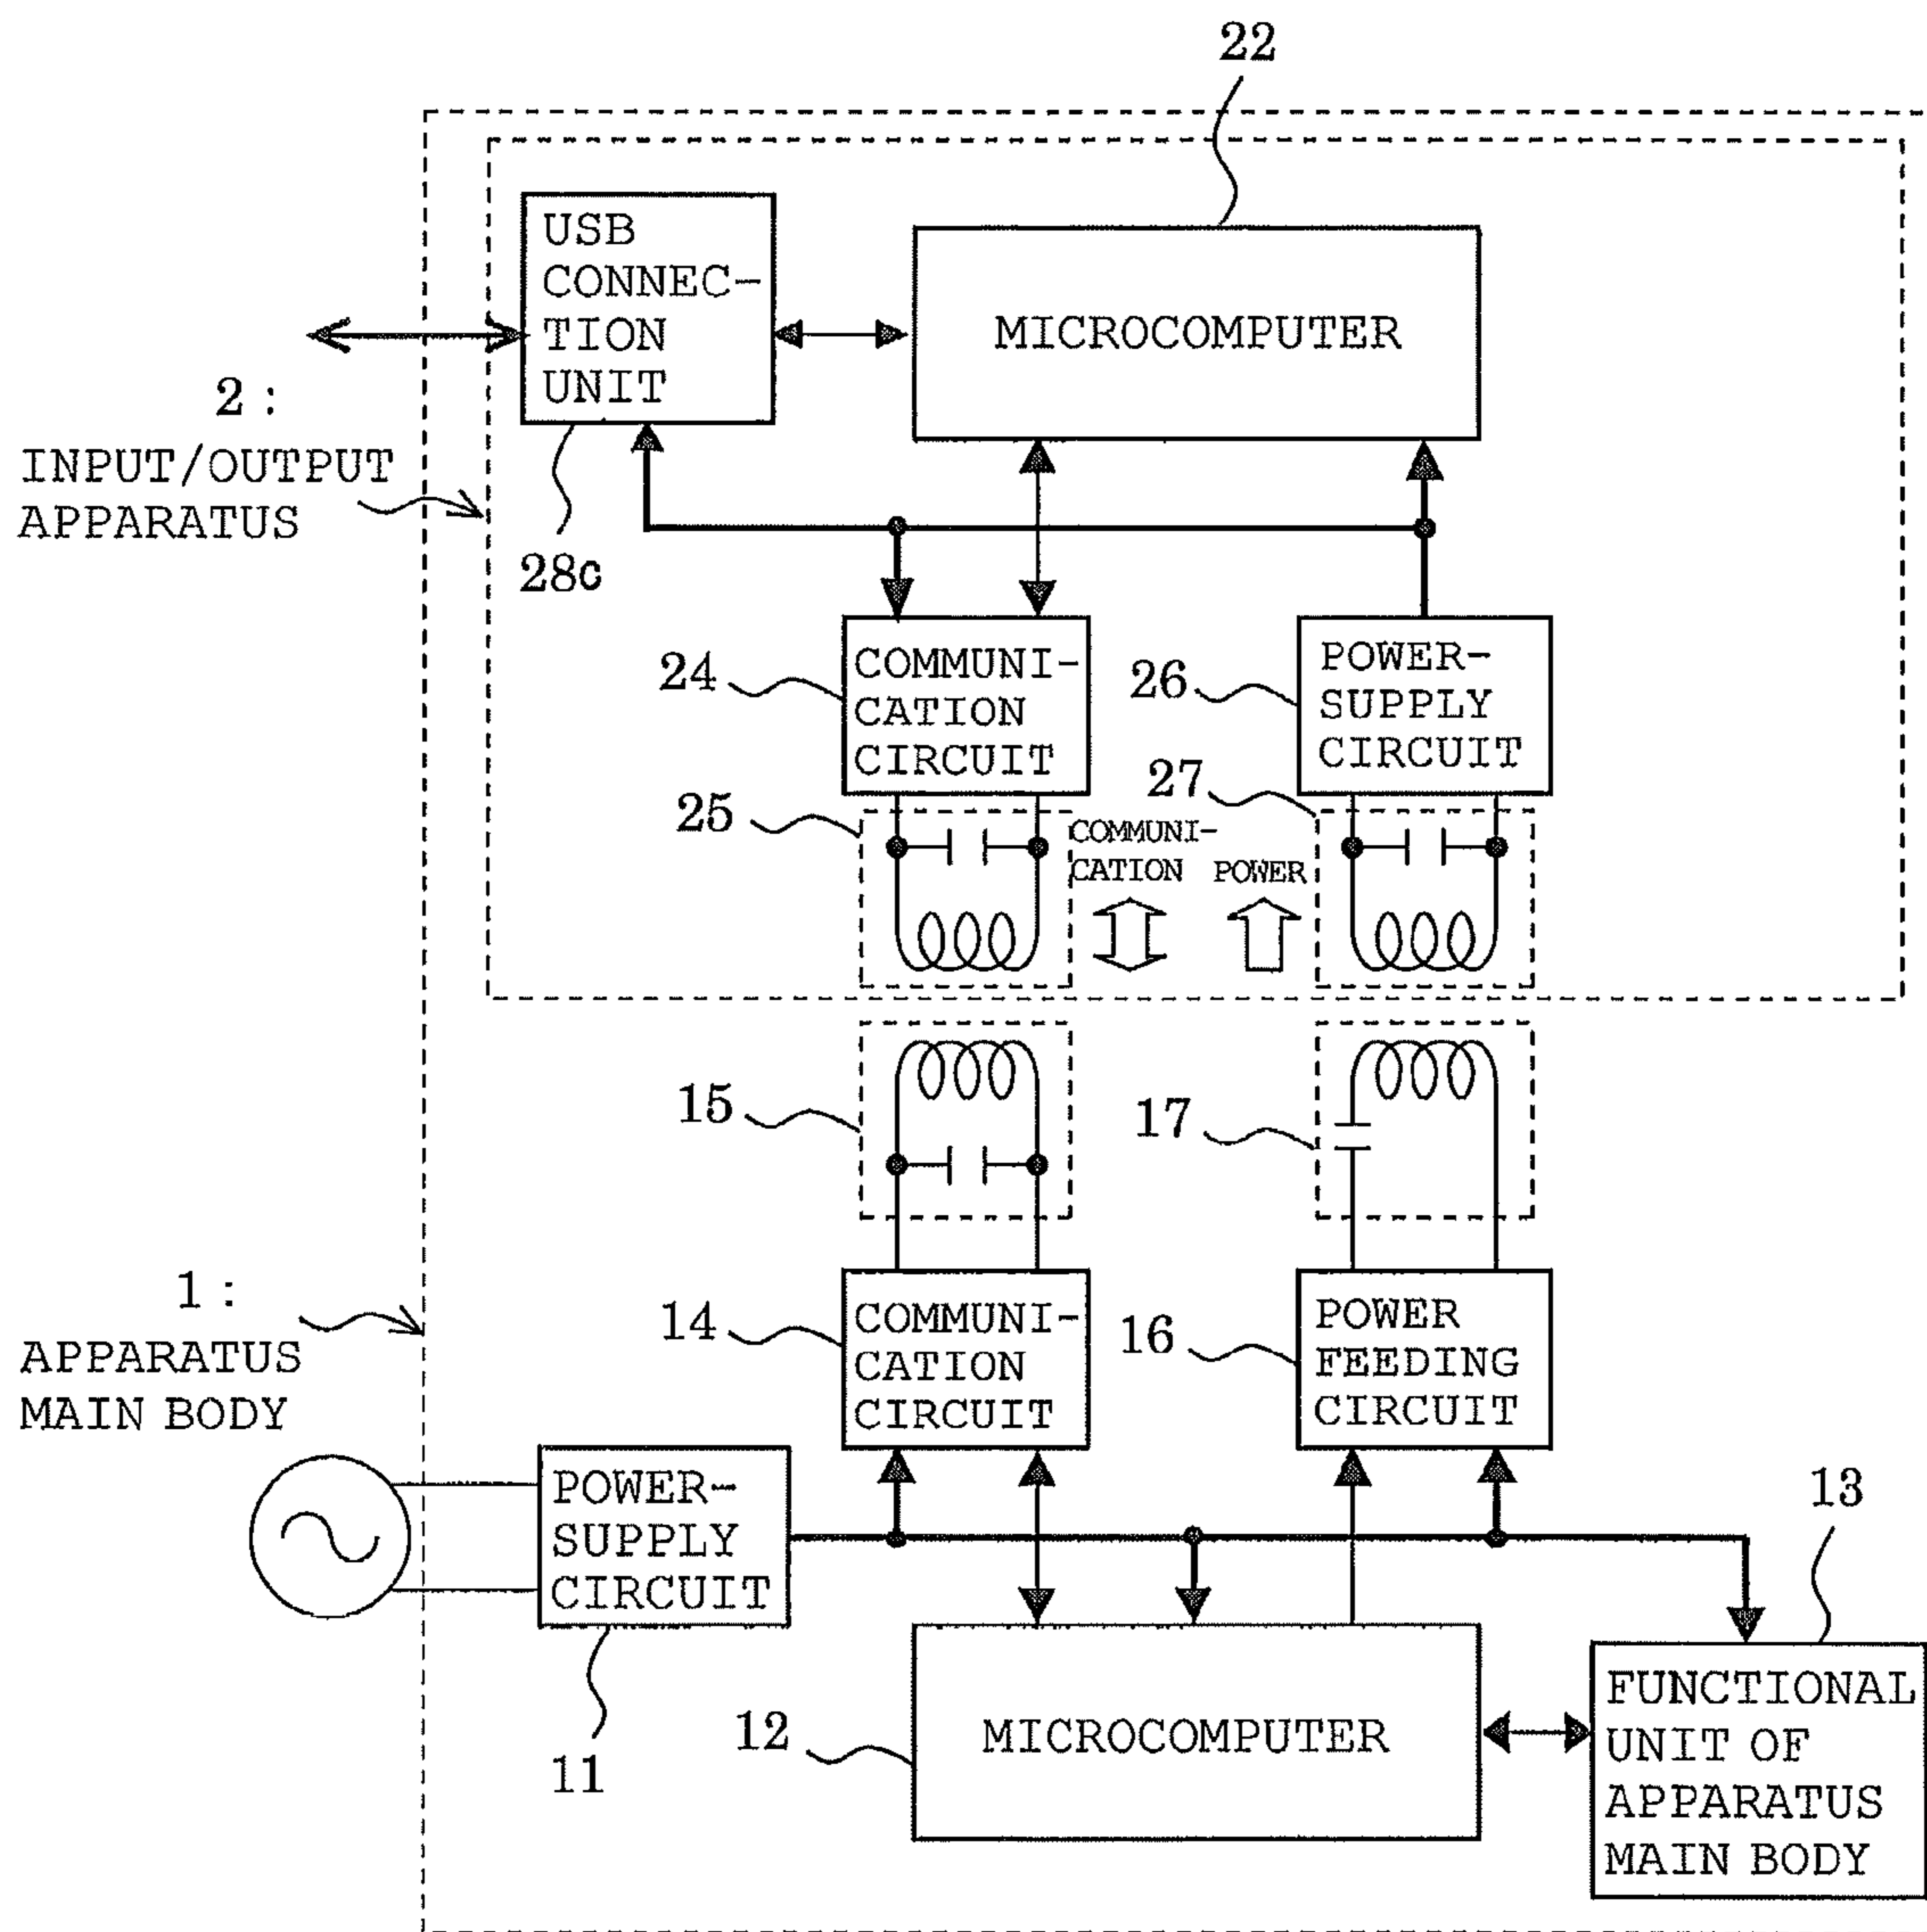 22
USB
CONNEC-
TION
UNIT
MICROCOMPUTER
2 :
INPUT/OUTPUT
APPARATUS
28c
24
COMMUNI-
CATION
CIRCUIT
26
POWER-
SUPPLY
CIRCUIT
25
27
COMMUNI-
CATION
POWER
15
17
1 :
APPARATUS
MAIN BODY
14
COMMUNI-
CATION
CIRCUIT
16
POWER
FEEDING
CIRCUIT
POWER-
SUPPLY
CIRCUIT
11
13
12
MICROCOMPUTER
FUNCTIONAL
UNIT OF
APPARATUS
MAIN BODY